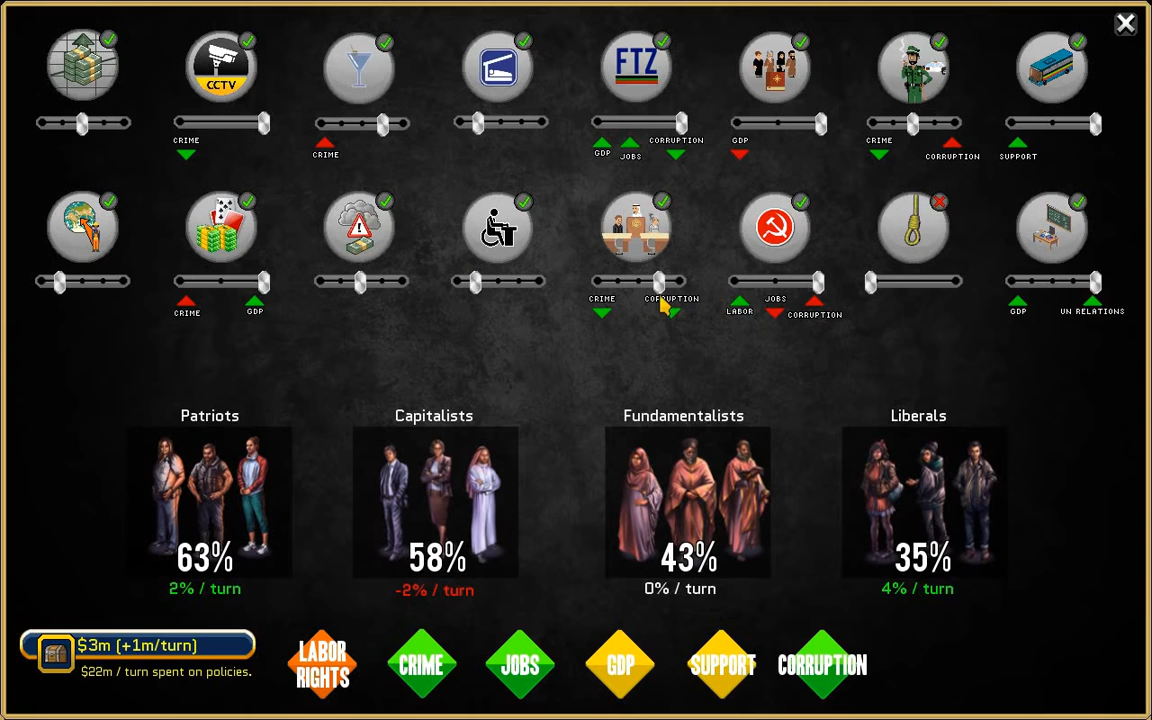 CCTV
FTZ
CRIME
CRIME
GDP
JOBS
CORRUPTION
GDP
CRIME
CORRUPTION
SUPPORT
CRIME
GDP
CRIME
CORRUPTION
LABOR
JOBS
CORRUPTION
GDP
UN RELATIONS
Patriots
Capitalists
Fundamentalists
Liberals
63%
58%
43%
35%
2% / turn
-2% / turn
0% / turn
4% / turn
$3m (+1m/turn)
$22m / turn spent on policies.
LABOR
RIGHTS
CRIME
JOBS
GDP
SUPPORT
CORRUPTION